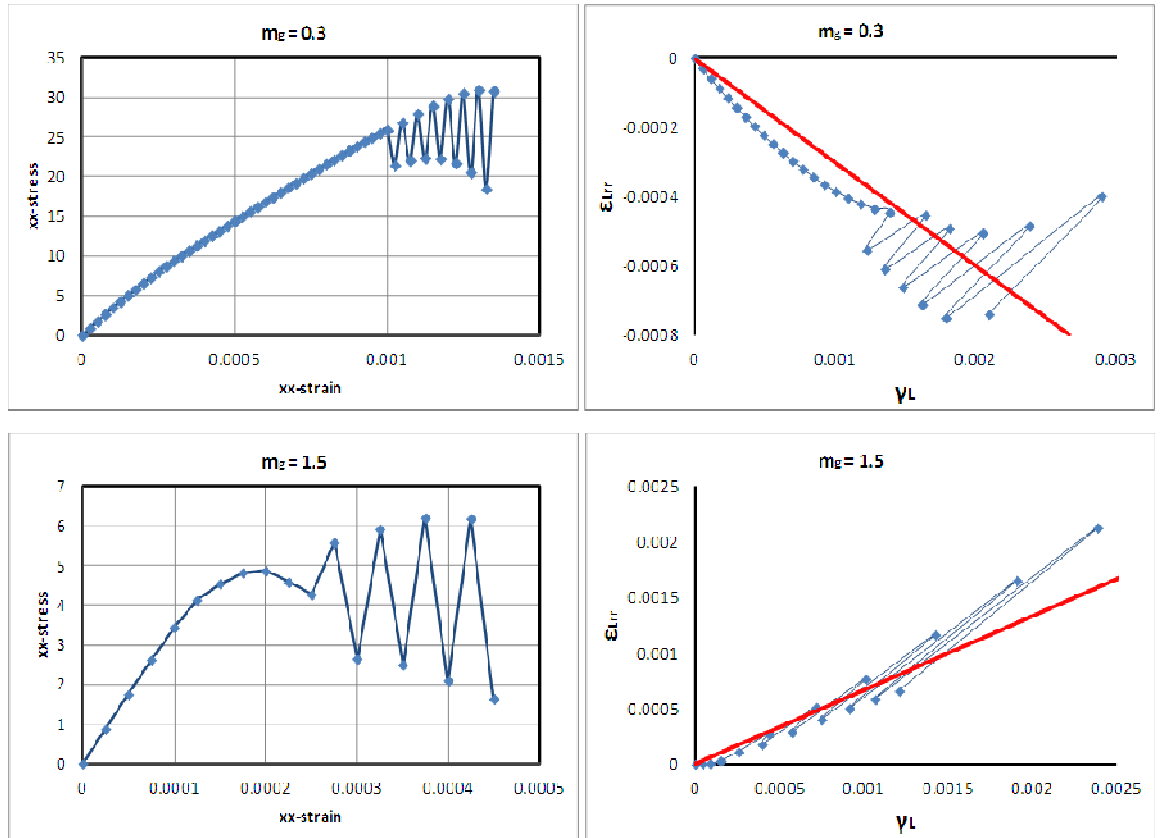 mg = 0.3
35
30
25
20
15
10
5
0
xx-stress
0 0.0005 0.001 0.0015
xx-strain
mg = 0.3
0
-0.0002
-0.0004
-0.0006
-0.0008
εLrr
0.001 0.002 0.003
γL
mg = 1.5
7
6
5
4
3
2
1
0
xx-stress
0 0.0001 0.0002 0.0003 0.0004 0.0005
xx-strain
mg = 1.5
0.0025
0.002
0.0015
0.001
0.0005
0
εLrr
0 0.0005 0.001 0.0015 0.002 0.0025
γL